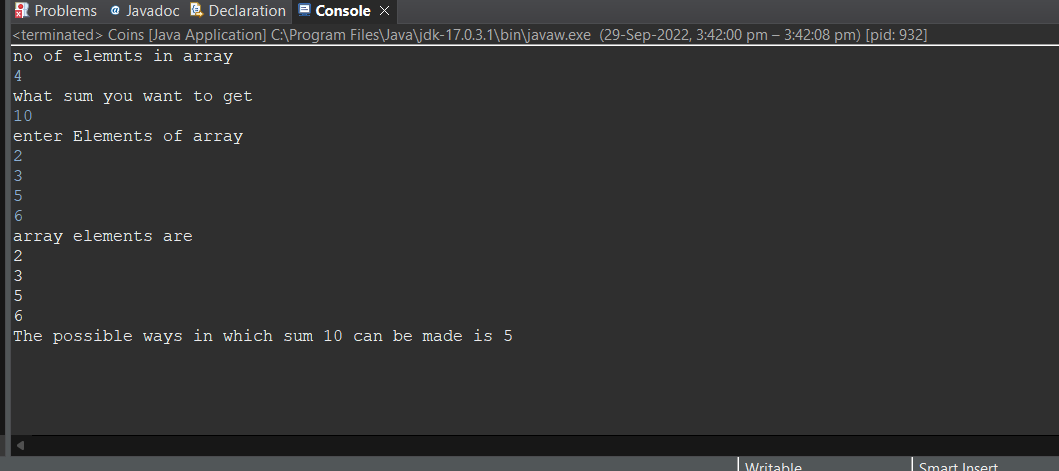 Problems @ Javadoc Declaration Console
<terminated> Coins [Java Application] C:\Program Files\Java\jdk-17.0.3.1\bin\javaw.exe (29-Sep-2022, 3:42:00 pm – 3:42:08 pm) [pid: 932]
no of elemnts in array
4
what sum you want to get
10
enter Elements of array
2
3
5
6
array elements are
2
3
5
6
The possible ways in which sum 10 can be made is 5
Writable Smart Insert